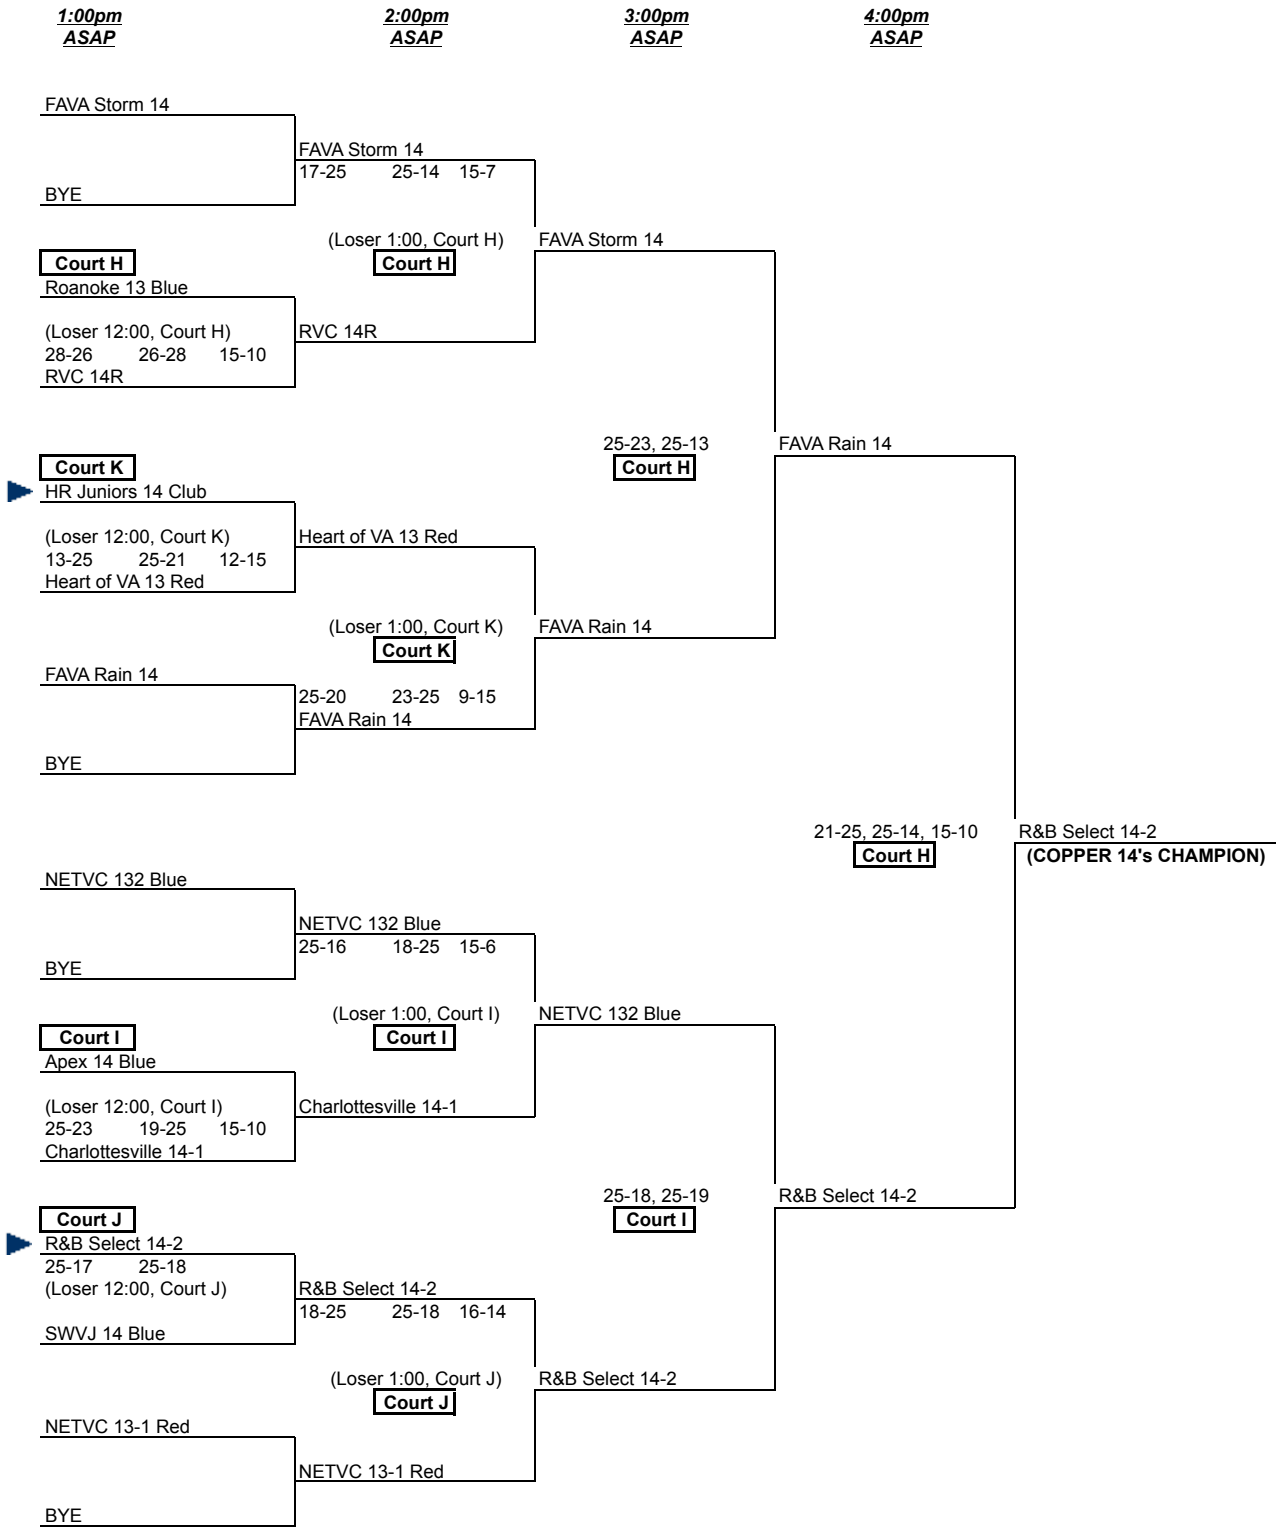 1:00pm 2:00pm 3:00pm 4:00pm
ASAP ASAP ASAP ASAP
FAVA Storm 14
FAVA Storm 14
17-25 25-14 15-7
BYE
(Loser 1:00, Court H) FAVA Storm 14
Court H Court H
Roanoke 13 Blue
(Loser 12:00, Court H) RVC 14R
28-26 26-28 15-10
RVC 14R
25-23, 25-13 FAVA Rain 14
Court K Court H
HR Juniors 14 Club
(Loser 12:00, Court K) Heart of VA 13 Red
13-25 25-21 12-15
Heart of VA 13 Red
(Loser 1:00, Court K) FAVA Rain 14
Court K
FAVA Rain 14
25-20 23-25 9-15
FAVA Rain 14
BYE
21-25, 25-14, 15-10 R&B Select 14-2
Court H (COPPER 14's CHAMPION)
NETVC 132 Blue
NETVC 132 Blue
25-16 18-25 15-6
BYE
(Loser 1:00, Court I) NETVC 132 Blue
Court I Court I
Apex 14 Blue
(Loser 12:00, Court I) Charlottesville 14-1
25-23 19-25 15-10
Charlottesville 14-1
25-18, 25-19 R&B Select 14-2
Court J Court I
R&B Select 14-2
25-17 25-18
(Loser 12:00, Court J) R&B Select 14-2
18-25 25-18 16-14
SWVJ 14 Blue
(Loser 1:00, Court J) R&B Select 14-2
Court J
NETVC 13-1 Red
NETVC 13-1 Red
BYE